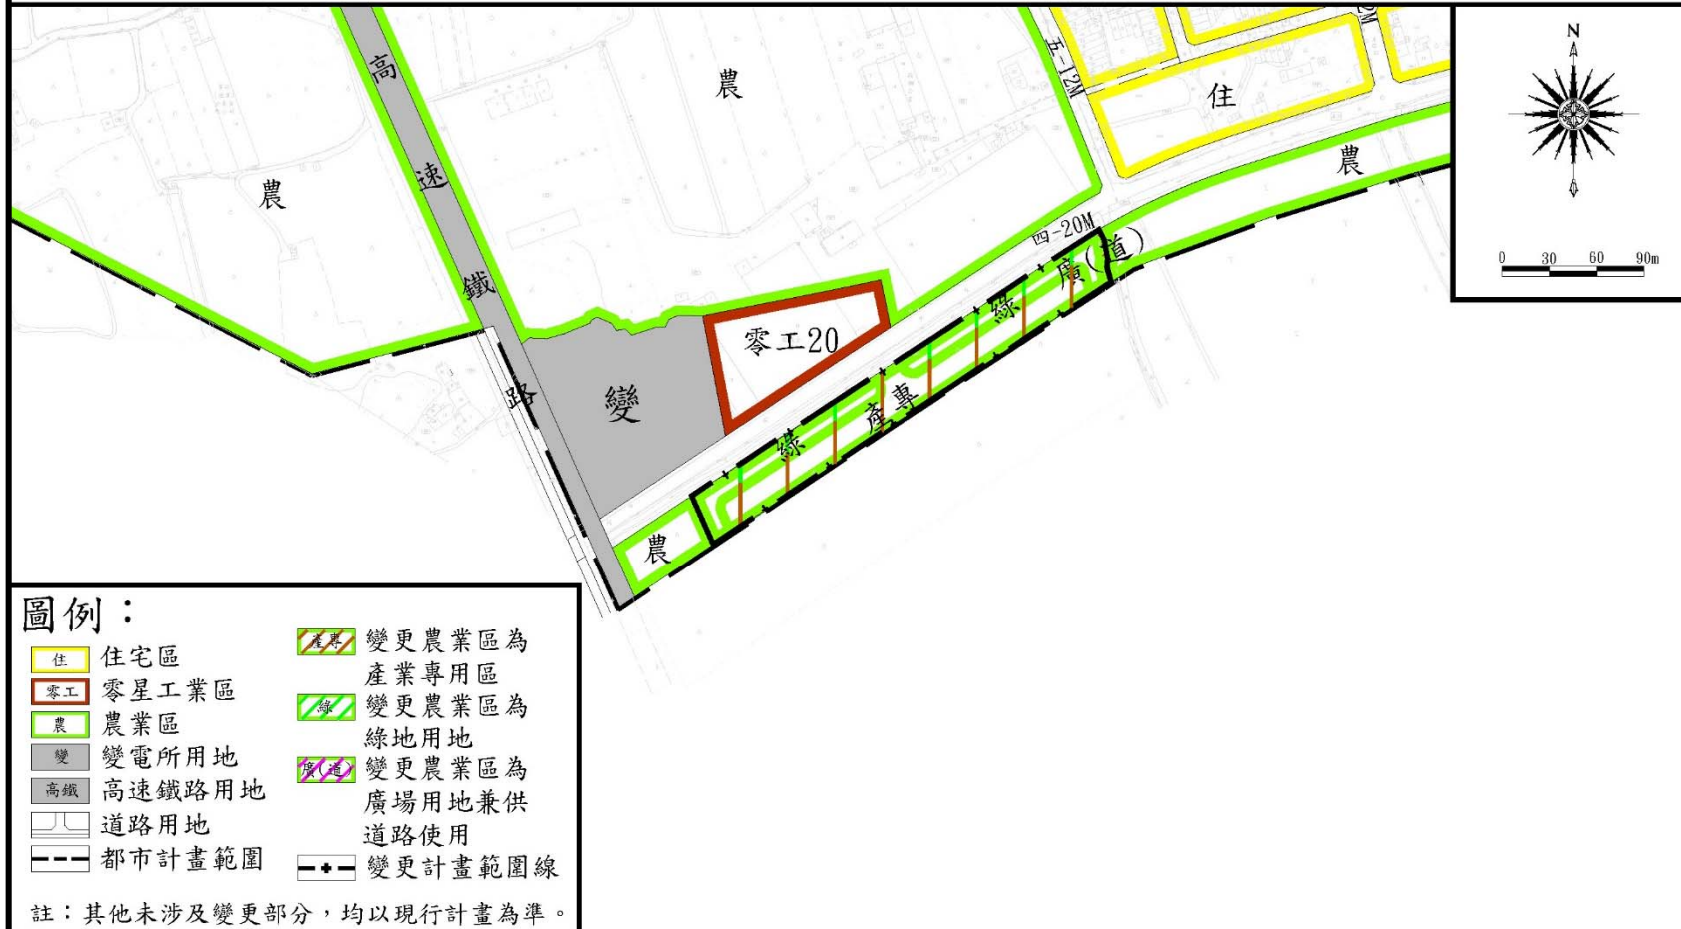 高
速
鐵
路
農
農
五-12M
2M
住
農
N
0 30 60 90m
四-20M
廣(道)
綠
零工20
變
產專
綠
農
圖例：
住 住宅區
零工 零星工業區
農 農業區
變 變電所用地
高鐵 高速鐵路用地
道路用地
都市計畫範圍
產專 變更農業區為
產業專用區
綠 變更農業區為
綠地用地
廣(道) 變更農業區為
廣場用地兼供
道路使用
變更計畫範圍線
註：其他未涉及變更部分，均以現行計畫為準。